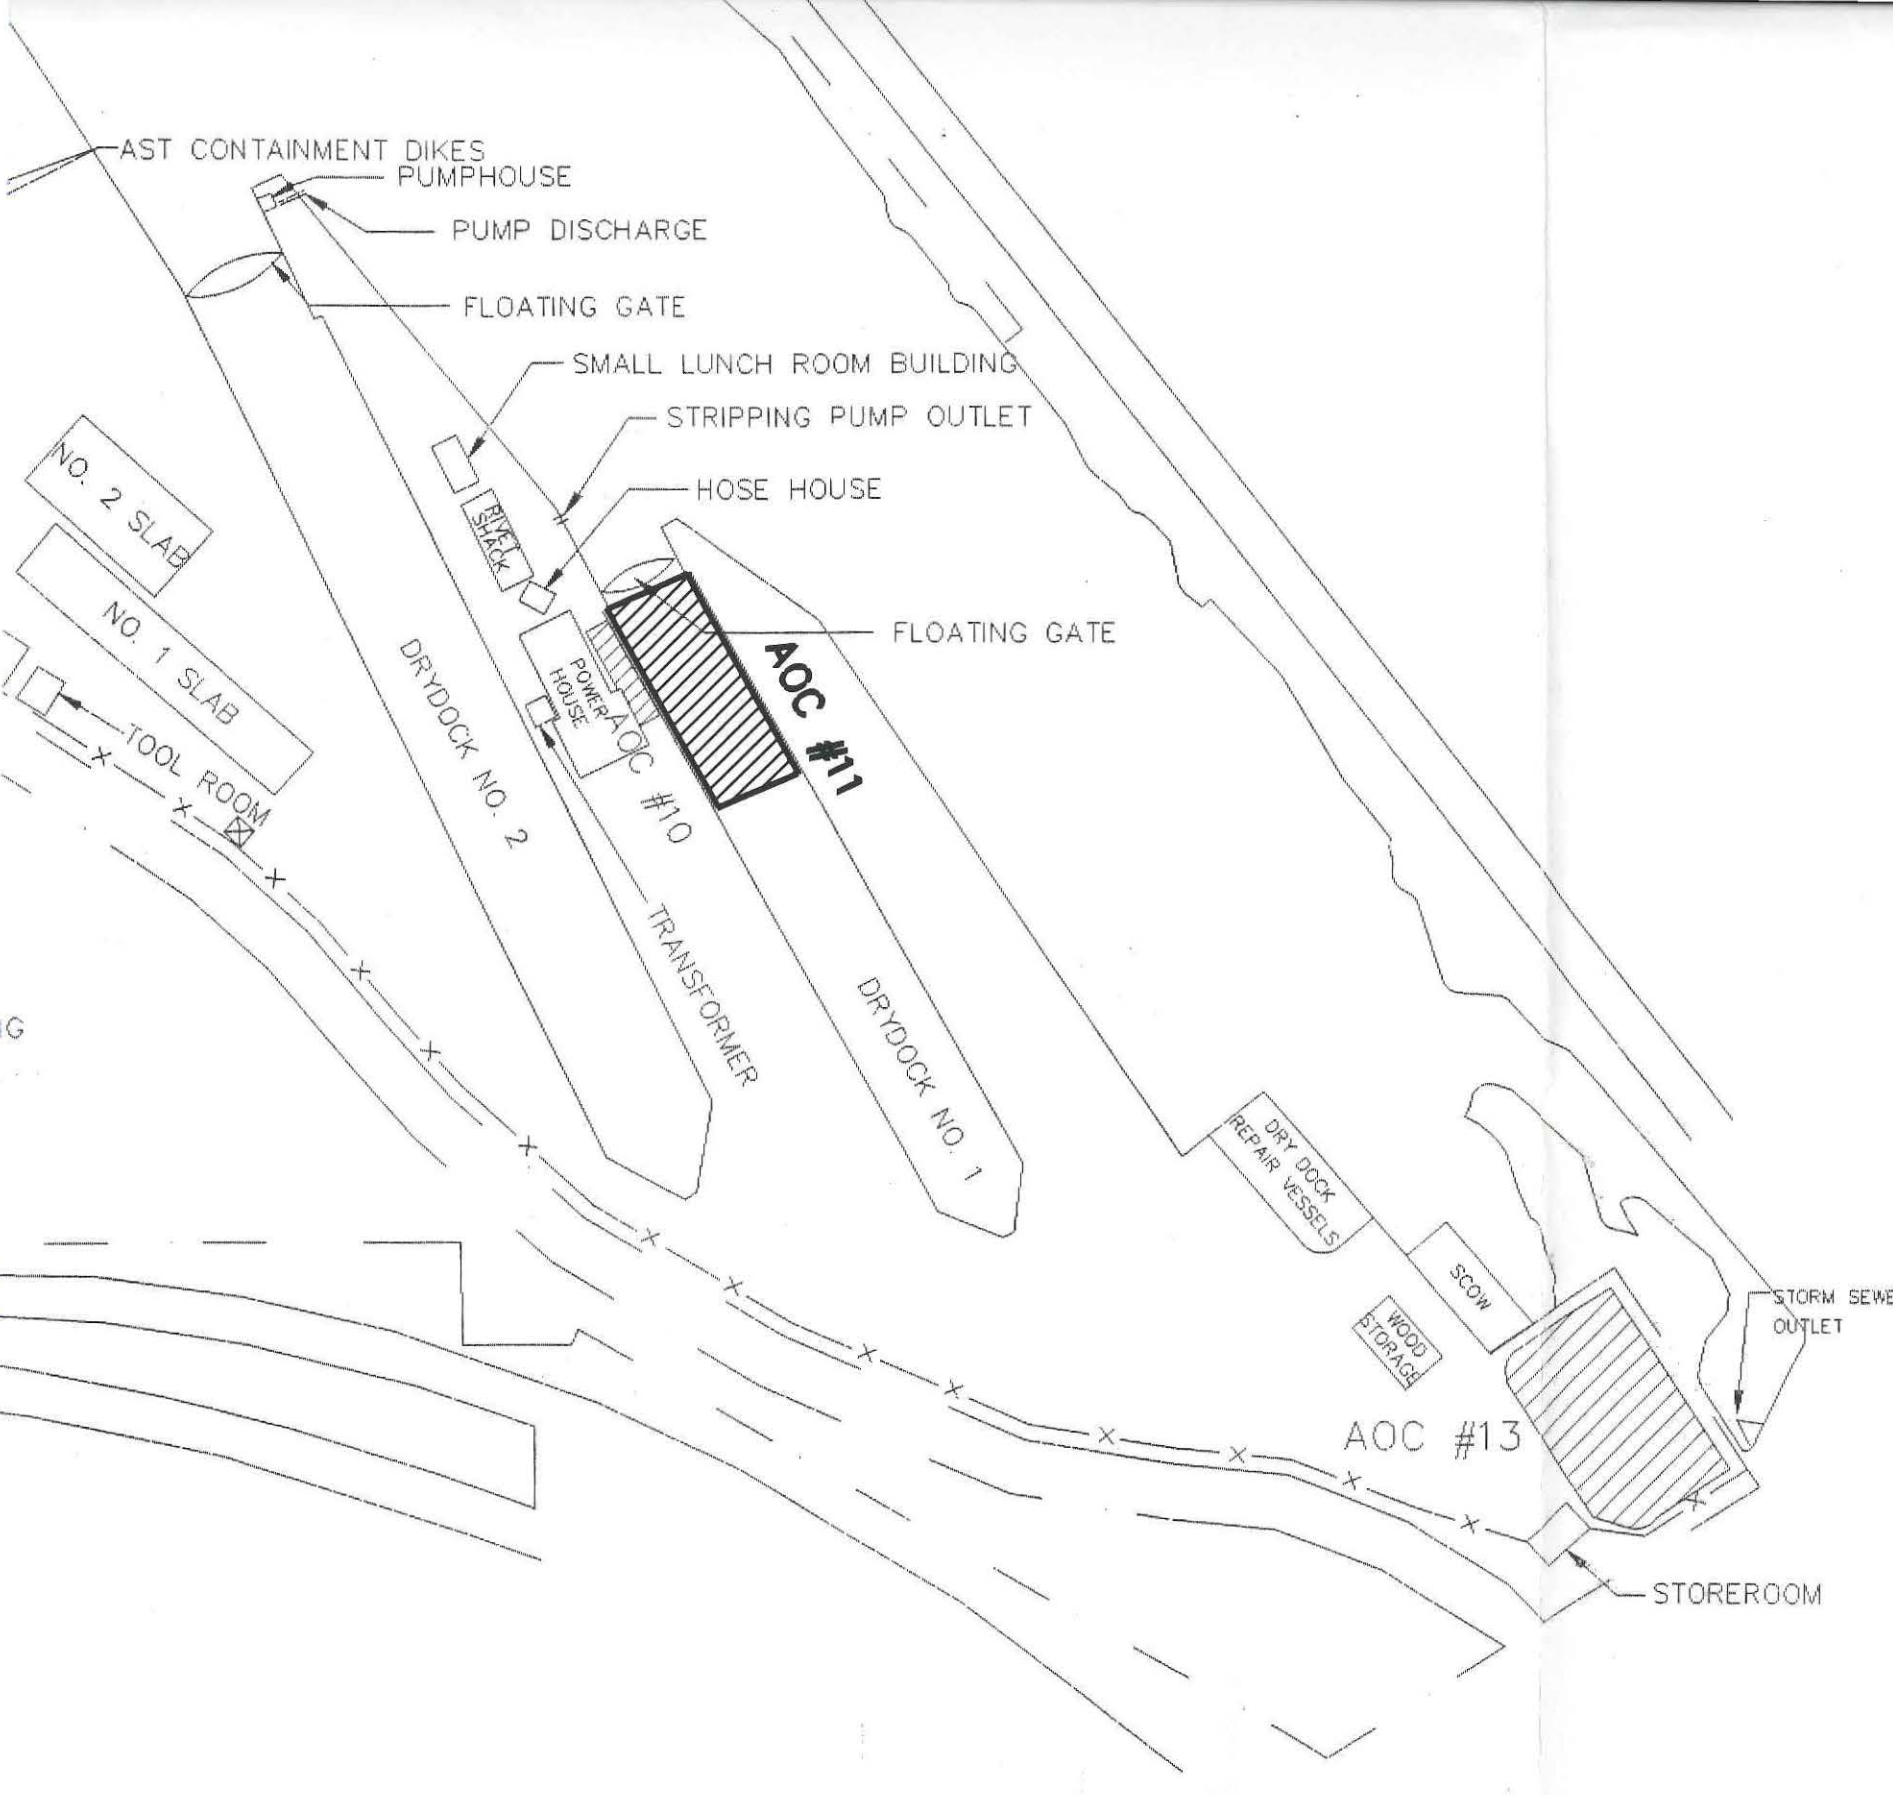 AST CONTAINMENT DIKES
PUMPHOUSE
PUMP DISCHARGE
FLOATING GATE
SMALL LUNCH ROOM BUILDING
STRIPPING PUMP OUTLET
HOSE HOUSE
NO. 2 SLAB
RIVET
SHACK
NO. 1 SLAB
FLOATING GATE
AOC #11
POWER
HOUSE
AOC #10
DRYDOCK NO. 2
TOOL ROOM
TRANSFORMER
DRYDOCK NO. 1
G
DRY DOCK
REPAIR VESSELS
SCOW
WOOD
STORAGE
STORM SEWE
OUTLET
AOC #13
STOREROOM